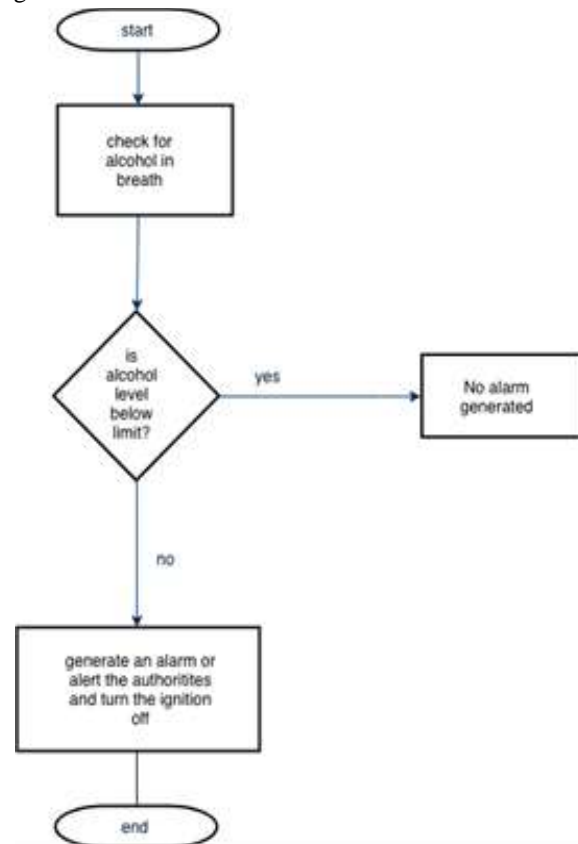 start
check for
alcohol in
breath
is
alcohol
level
below
limit?
yes
No alarm
generated
no
generate an alarm or
alert the authoritites
and turn the ignition
off
end